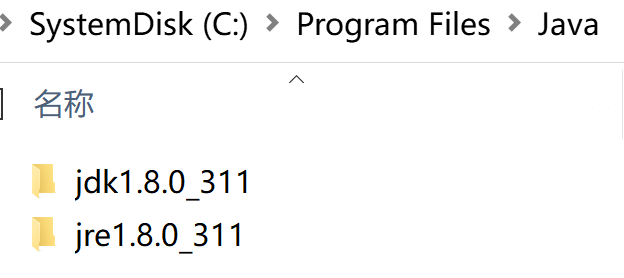 SystemDisk (C:) Program Files Java
名称
jdk1.8.0_311
jre1.8.0_311